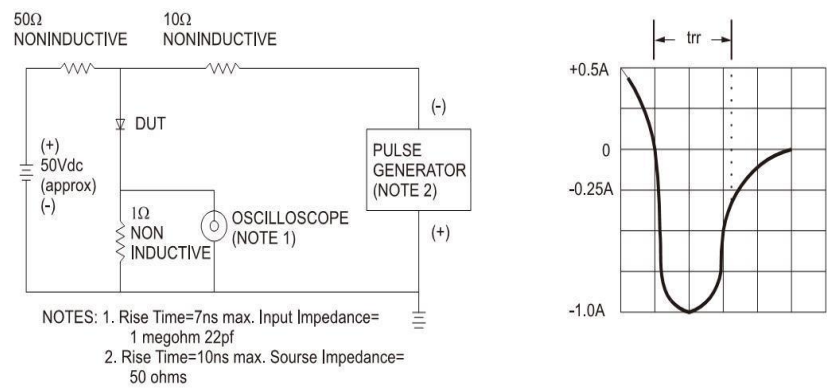 50Ω
NONINDUCTIVE
10Ω
NONINDUCTIVE
DUT
(+)
50Vdc
(approx)
(-)
1Ω
NON
INDUCTIVE
OSCILLOSCOPE
(NOTE 1)
(-)
PULSE
GENERATOR
(NOTE 2)
(+)
NOTES: 1. Rise Time=7ns max. Input Impedance=
1 megohm 22pf
2. Rise Time=10ns max. Sourse Impedance=
50 ohms
trr
+0.5A
0
-0.25A
-1.0A